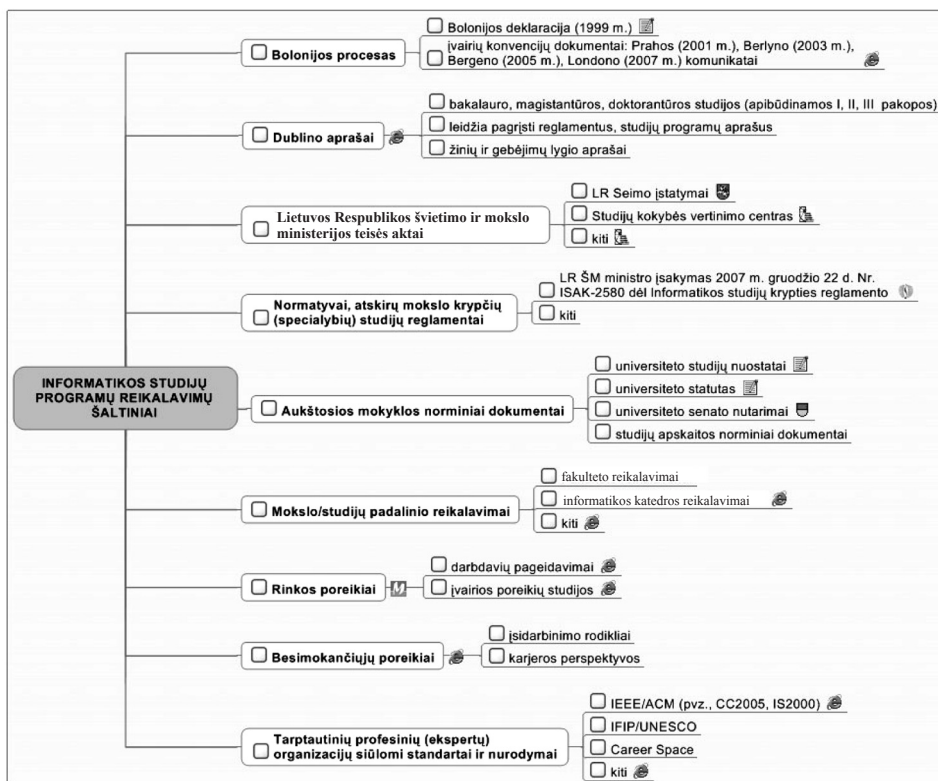 Bolonijos procesas
Bolonijos deklaracija (1999 m.)
įvairių konvencijų dokumentai: Prahos (2001 m.), Berlyno (2003 m.),
Bergeno (2005 m.), Londono (2007 m.) komunikatai
Dublino aprašai
bakalauro, magistantūros, doktorantūros studijos (apibūdinamos I, II, III pakopos)
leidžia pagrįsti reglamentus, studijų programų aprašus
žinių ir gebėjimų lygio aprašai
Lietuvos Respublikos švietimo ir mokslo
ministerijos teisės aktai
LR Seimo įstatymai
Studijų kokybės vertinimo centras
kiti
Normatyvai, atskirų mokslo krypčių
(specialybių) studijų reglamentai
LR ŠM ministro įsakymas 2007 m. gruodžio 22 d. Nr.
ISAK-2580 dėl Informatikos studijų krypties reglamento
kiti
INFORMATIKOS STUDIJŲ
PROGRAMŲ REIKALAVIMŲ
ŠALTINIAI
Aukštosios mokyklos norminiai dokumentai
universiteto studijų nuostatai
universiteto statutas
universiteto senato nutarimai
studijų apskaitos norminiai dokumentai
Mokslo/studijų padalinio reikalavimai
fakulteto reikalavimai
informatikos katedros reikalavimai
kiti
Rinkos poreikiai
darbdavių pageidavimai
įvairios poreikių studijos
Besimokančiųjų poreikiai
įsidarbinimo rodikliai
karjeros perspektyvos
Tarptautinių profesinių (ekspertų)
organizacijų siūlomi standartai ir nurodymai
IEEE/ACM (pvz., CC2005, IS2000)
IFIP/UNESCO
Career Space
kiti